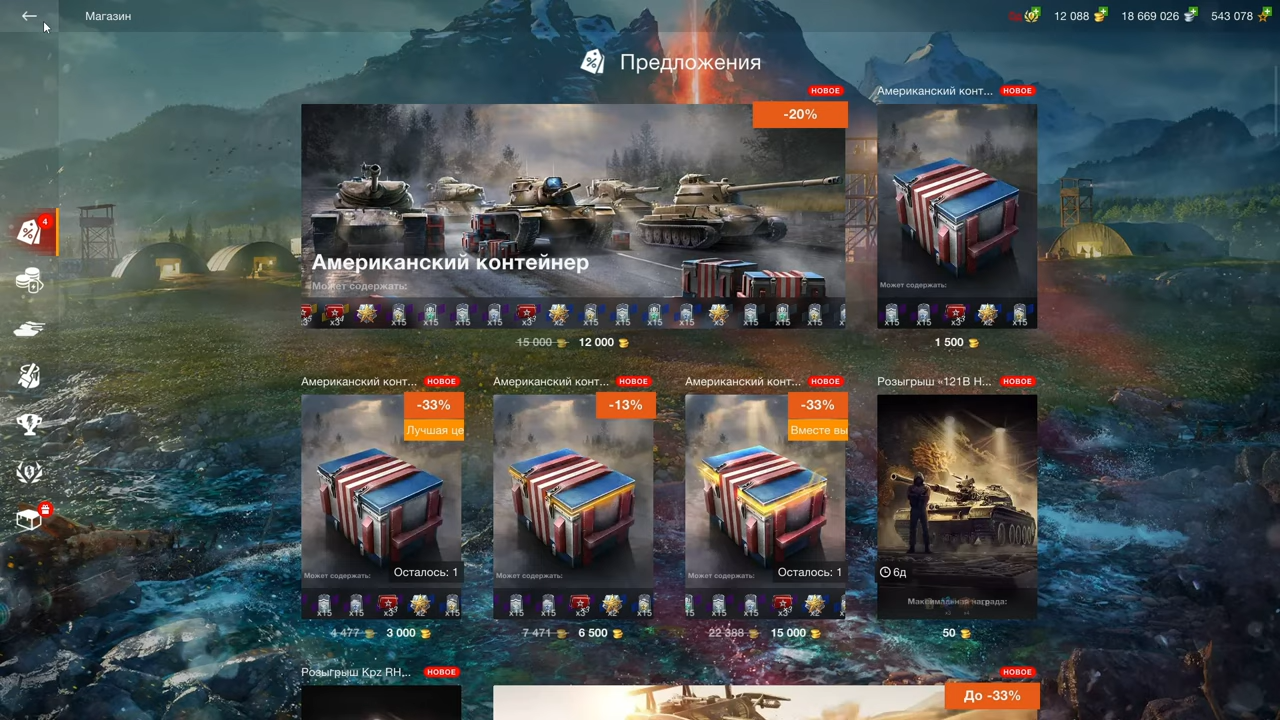 Магазин
12 088
18 669 026
543 078
Предложения
НОВОЕ
-20%
Американский контейнер
Может содержать:
15 000 12 000
Американский конт... НОВОЕ
Может содержать:
1 500
4
Американский конт... НОВОЕ
-33%
Лучшая це
Осталось: 1
Может содержать:
4 477 3 000
Американский конт... НОВОЕ
-13%
Может содержать:
7 471 6 500
Американский конт... НОВОЕ
-33%
Вместе вы
Осталось: 1
Может содержать:
22 388 15 000
Розыгрыш «121B Н... НОВОЕ
6д
Максимальная награда:
50
Розыгрыш Kpz RH,... НОВОЕ
НОВОЕ
До -33%